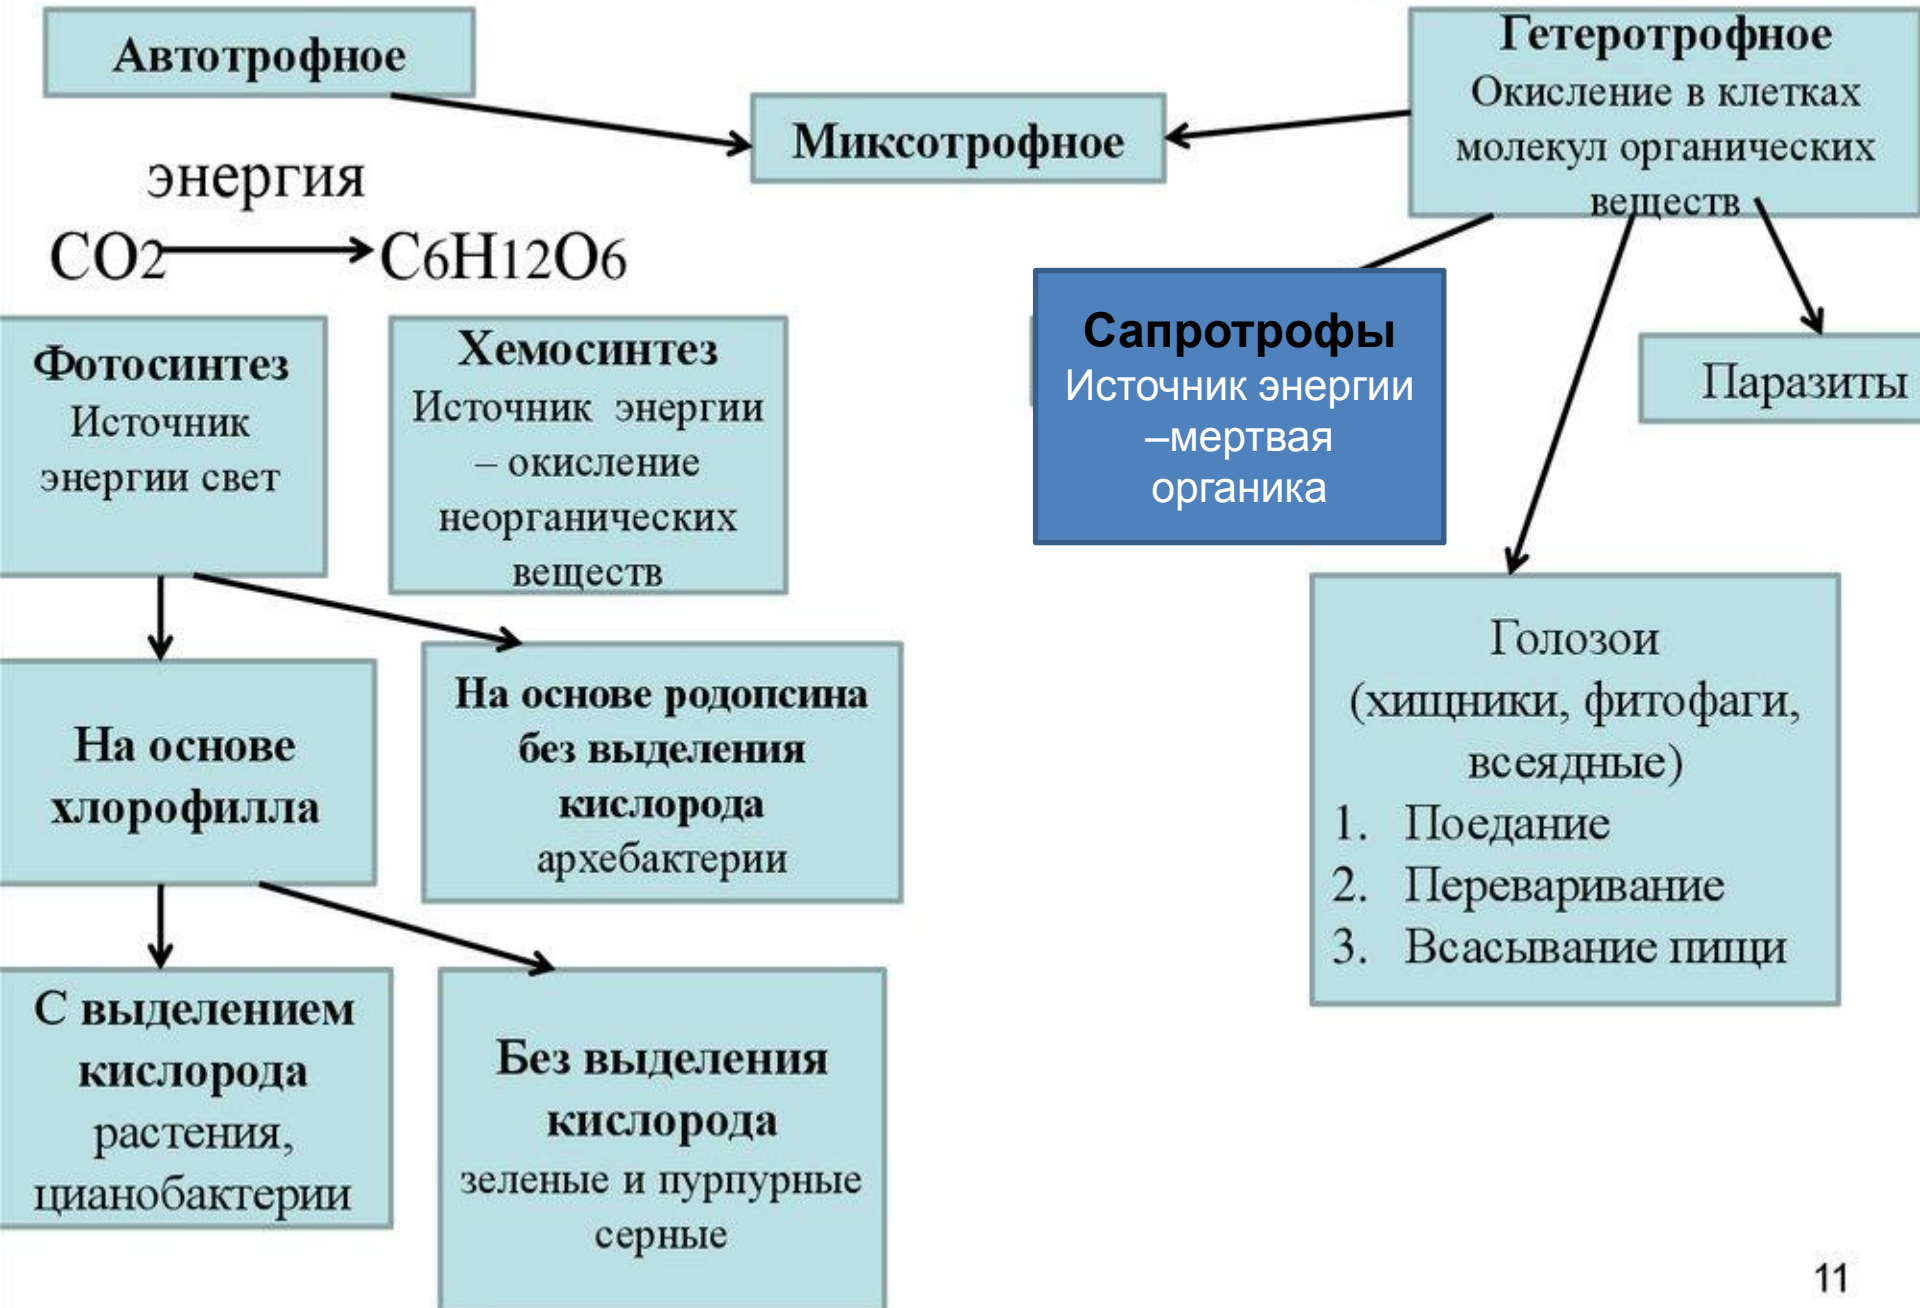 Автотрофное
Миксотрофное
Гетеротрофное
Окисление в клетках
молекул органических
веществ
энергия
CO2 C6H12O6
Фотосинтез
Источник
энергии свет
Хемосинтез
Источник энергии
– окисление
неорганических
веществ
Сапротрофы
Источник энергии
–мертвая
органика
Паразиты
На основе
хлорофилла
На основе родопсина
без выделения
кислорода
архебактерии
Голозои
(хищники, фитофаги,
всеядные)
1. Поедание
2. Переваривание
3. Всасывание пищи
С выделением
кислорода
растения,
цианобактерии
Без выделения
кислорода
зеленые и пурпурные
серные
11